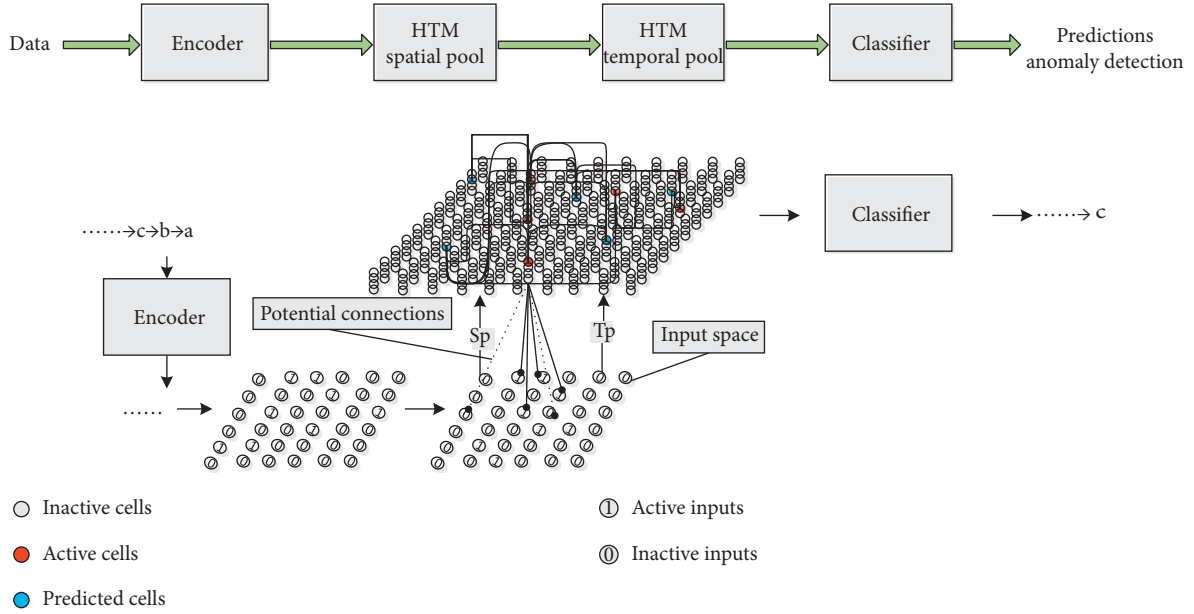 Data
Encoder
HTM
spatial pool
HTM
temporal pool
Classifier
Predictions
anomaly detection
......→c→b→a
Encoder
......
Potential connections
Sp
Tp
Input space
Classifier
......→c
Inactive cells
Active cells
Predicted cells
1 Active inputs
0 Inactive inputs